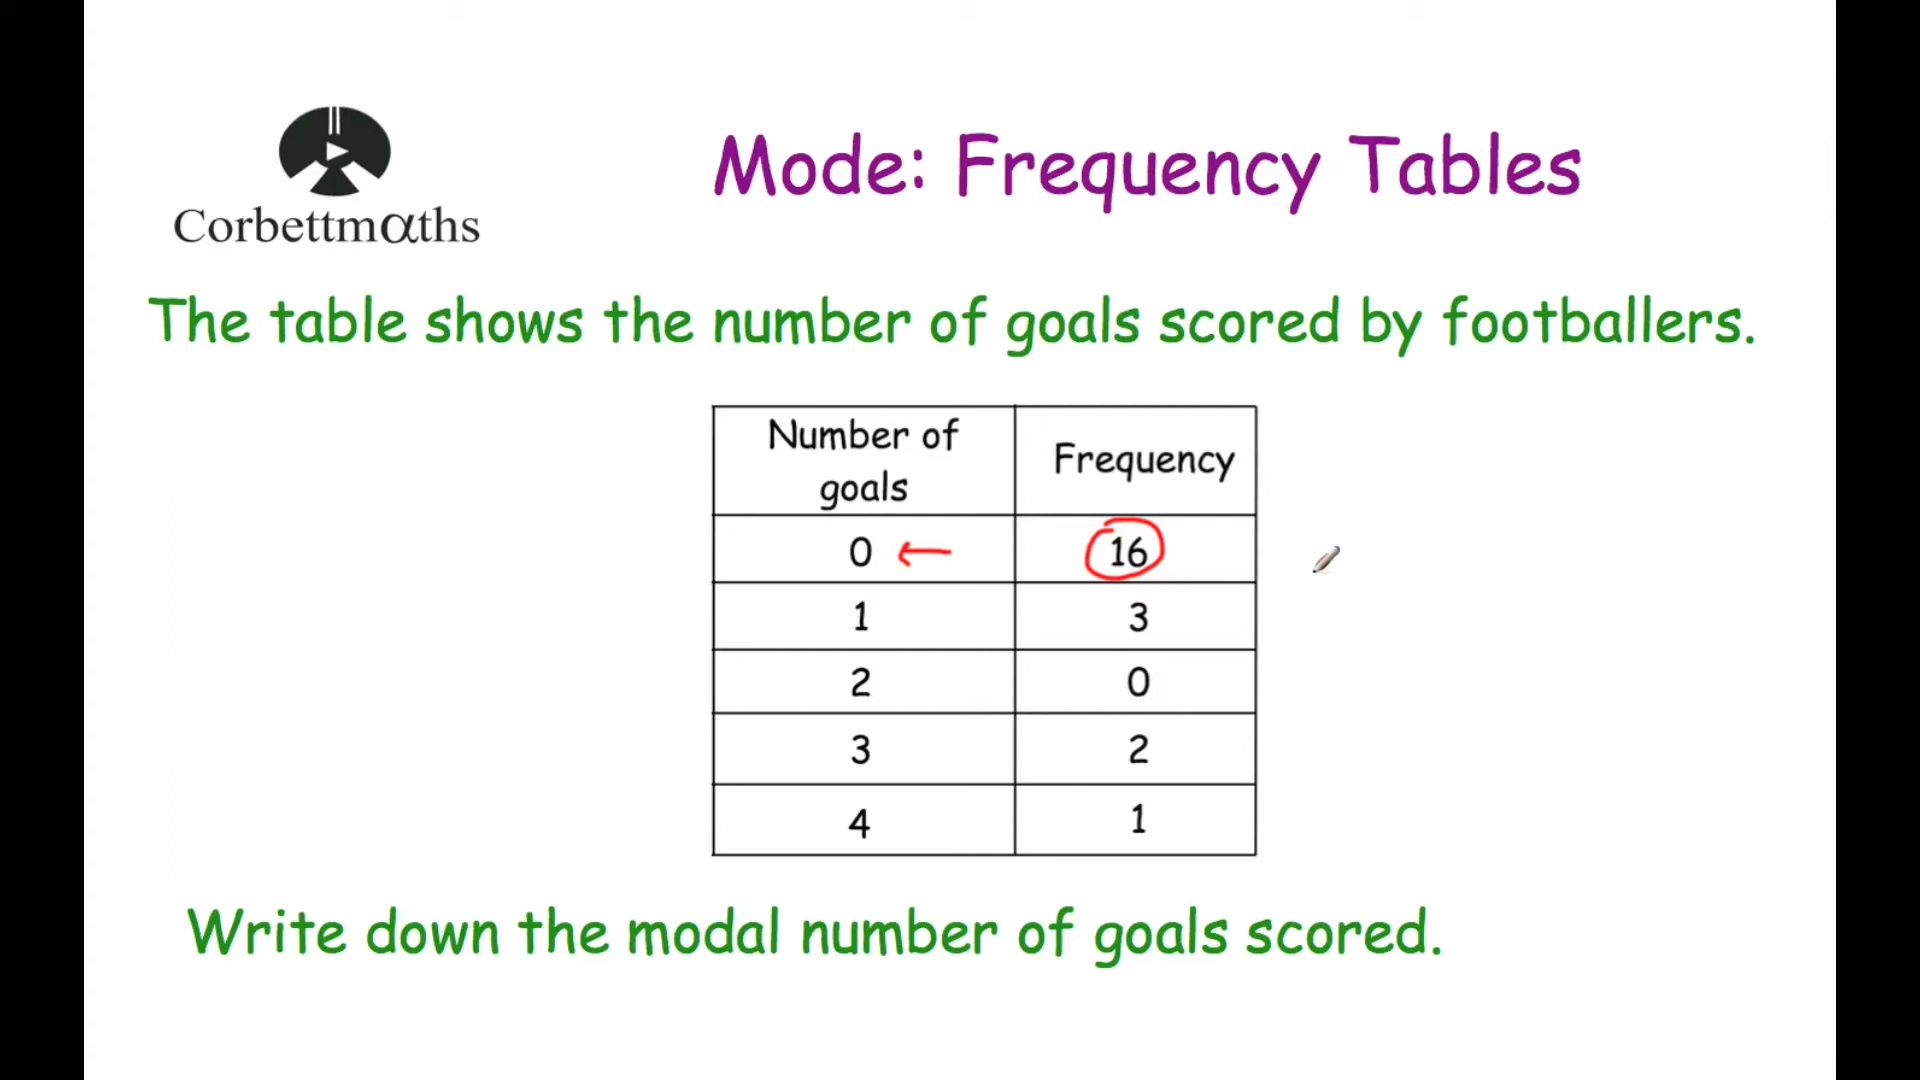 Corbettmαths
Mode: Frequency Tables
The table shows the number of goals scored by footballers.
Number of goals Frequency
0 16
1 3
2 0
3 2
4 1
Write down the modal number of goals scored.